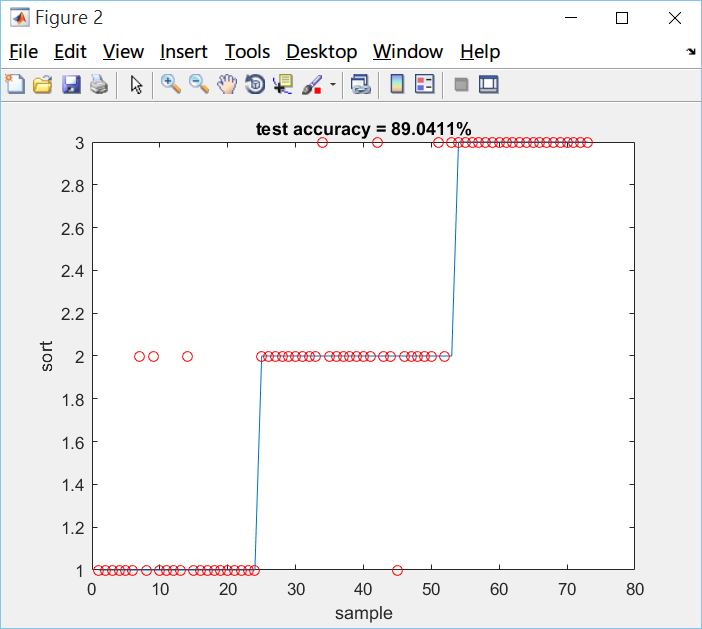 Figure 2
File Edit View Insert Tools Desktop Window Help
test accuracy = 89.0411%
3
2.8
2.6
2.4
2.2
2
1.8
1.6
1.4
1.2
1
sort
0 10 20 30 40 50 60 70 80
sample